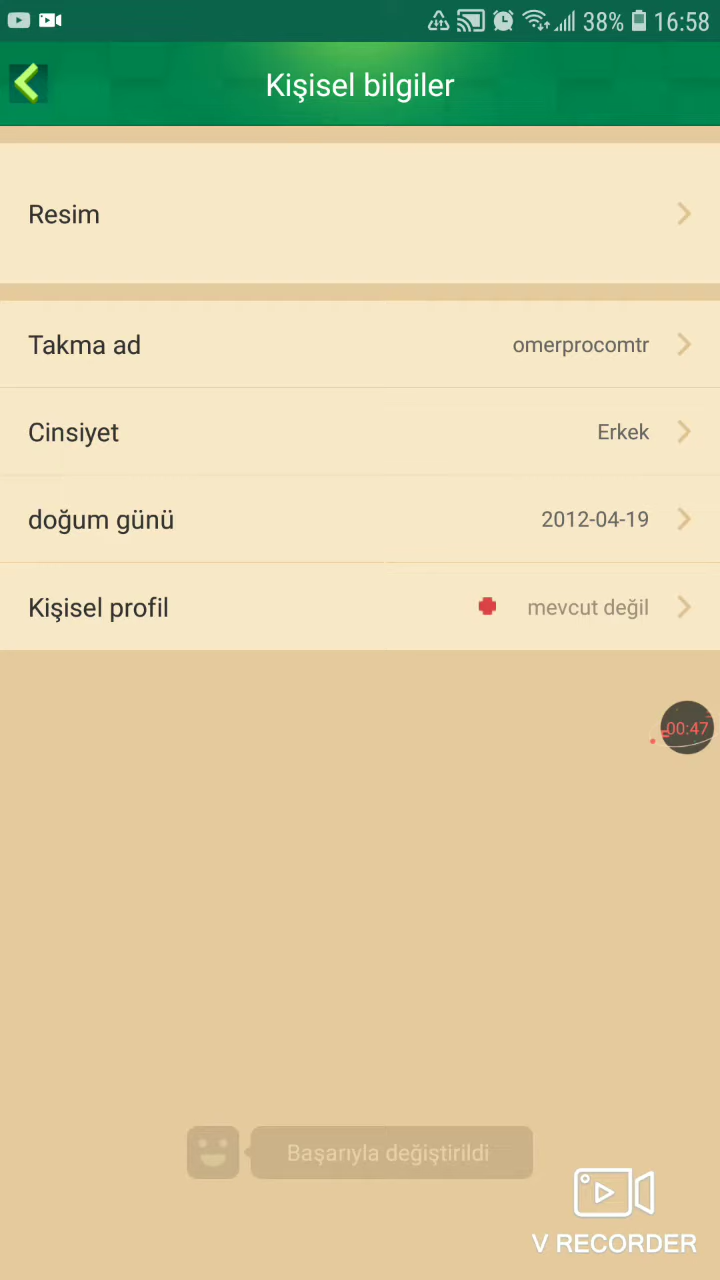 38% 16:58
Kişisel bilgiler
Resim
Takma ad omerprocomtr
Cinsiyet Erkek
doğum günü 2012-04-19
Kişisel profil mevcut değil
00:47
Başarıyla değiştirildi
V RECORDER